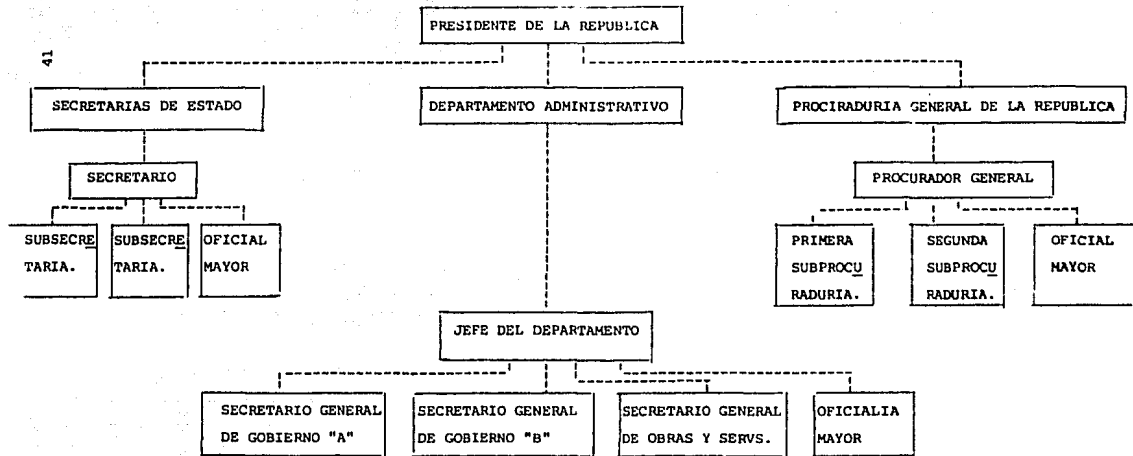 41
PRESIDENTE DE LA REPUBLICA
SECRETARIAS DE ESTADO
DEPARTAMENTO ADMINISTRATIVO
PROCIRADURIA GENERAL DE LA REPUBLICA
SECRETARIO
PROCURADOR GENERAL
SUBSECRE
TARIA.
SUBSECRE
TARIA.
OFICIAL
MAYOR
PRIMERA
SUBPROCU
RADURIA.
SEGUNDA
SUBPROCU
RADURIA.
OFICIAL
MAYOR
JEFE DEL DEPARTAMENTO
SECRETARIO GENERAL
DE GOBIERNO "A"
SECRETARIO GENERAL
DE GOBIERNO "B"
SECRETARIO GENERAL
DE OBRAS Y SERVS.
OFICIALIA
MAYOR